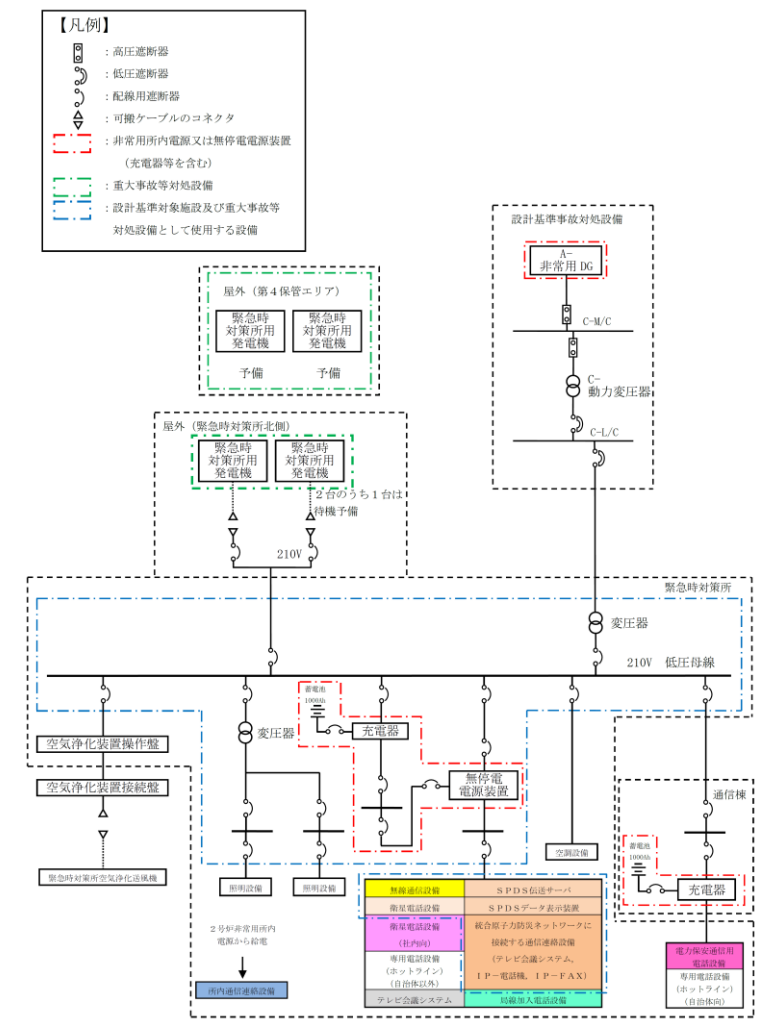 【凡例】
：高圧遮断器
：低圧遮断器
：配線用遮断器
：可搬ケーブルのコネクタ
：非常用所内電源又は無停電電源装置
（充電器等を含む）
：重大事故等対処設備
：設計基準対象施設及び重大事故等
対処設備として使用する設備
設計基準事故対処設備
A-
非常用 DG
C-M/C
C-
動力変圧器
C-L/C
屋外（第４保管エリア）
緊急時
対策所用
発電機
緊急時
対策所用
発電機
予備
予備
屋外（緊急時対策所北側）
緊急時
対策所用
発電機
緊急時
対策所用
発電機
２台のうち１台は
待機予備
210V
緊急時対策所
変圧器
210V 低圧母線
蓄電池
1000Ah
充電器
変圧器
空気浄化装置操作盤
空気浄化装置接続盤
緊急時対策所空気浄化送風機
無停電
電源装置
通信棟
蓄電池
1000Ah
充電器
空調設備
照明設備
照明設備
２号炉非常用所内
電源から給電
所内通信連絡設備
無線通信設備
衛星電話設備
衛星電話設備
（社内向）
専用電話設備
（ホットライン）
（自治体以外）
テレビ会議システム
ＳＰＤＳ伝送サーバ
ＳＰＤＳデータ表示装置
統合原子力防災ネットワークに
接続する通信連絡設備
（テレビ会議システム、
ＩＰ－電話機、ＩＰ－FAX）
局線加入電話設備
電力保安通信用
電話設備
専用電話設備
（ホットライン）
（自治体向）